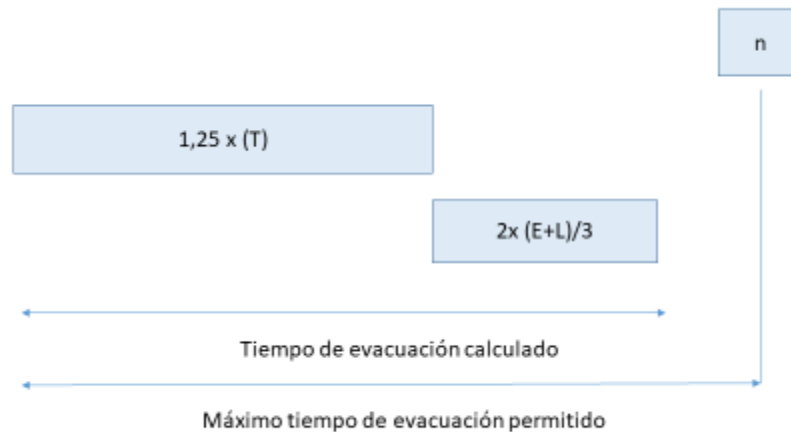 n
1,25 x (T)
2x (E+L)/3
Tiempo de evacuación calculado
Máximo tiempo de evacuación permitido